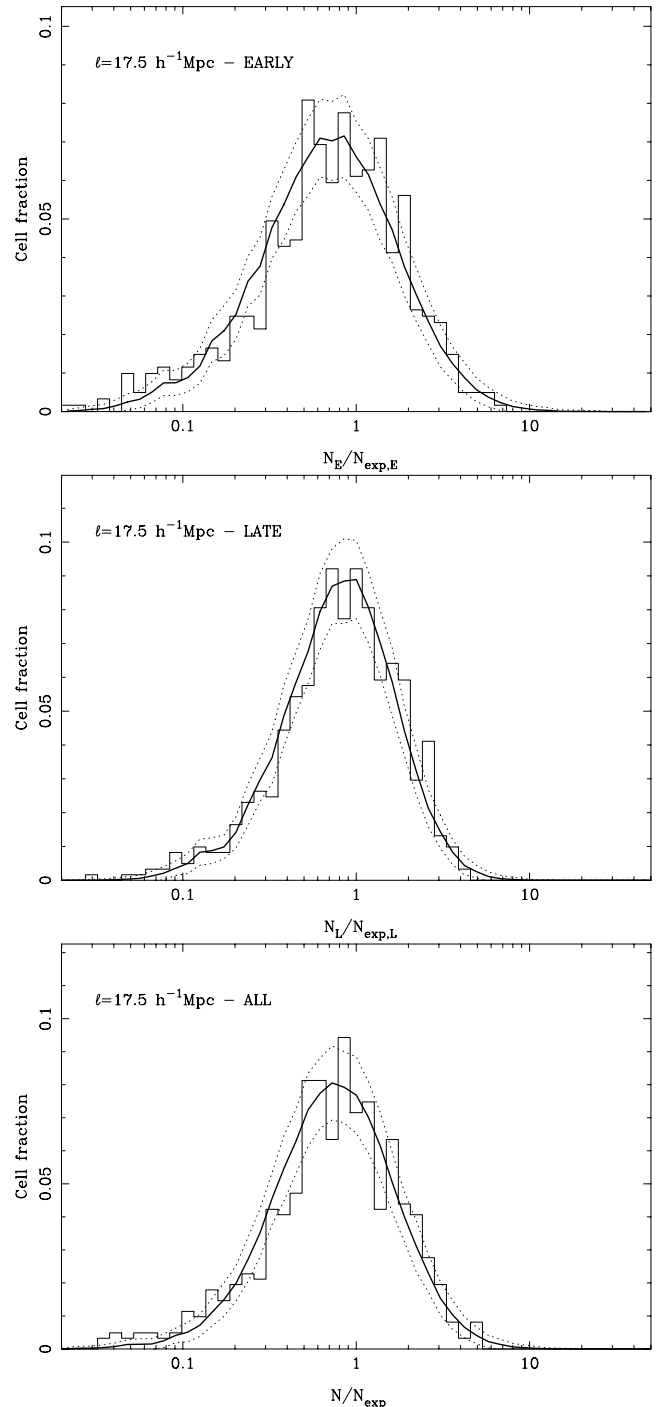 0.1
ℓ=17.5 h⁻¹Mpc − EARLY
Cell fraction
0.05
0
0.1 1 10
N_E/N_exp,E
0.1
ℓ=17.5 h⁻¹Mpc − LATE
Cell fraction
0.05
0
0.1 1 10
N_L/N_exp,L
0.1
ℓ=17.5 h⁻¹Mpc − ALL
Cell fraction
0.05
0
0.1 1 10
N/N_exp